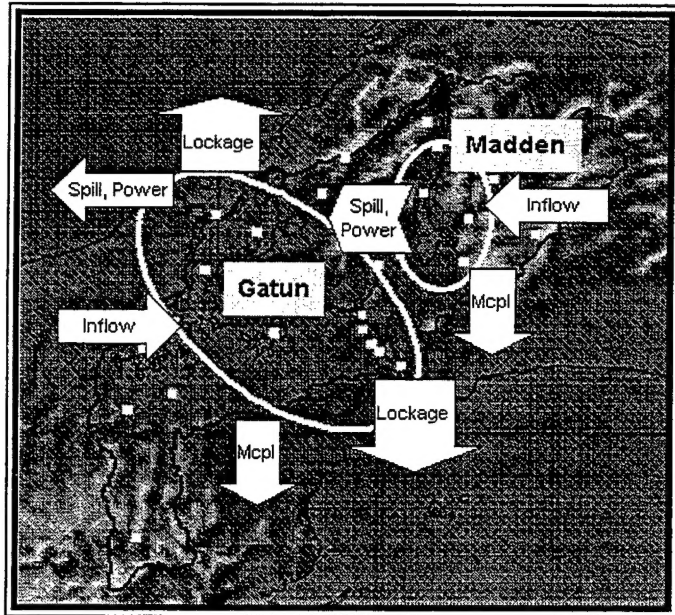 Lockage
Madden
Spill, Power
Spill,
Power
Inflow
Gatun
Inflow
Mcpl
Lockage
Mcpl